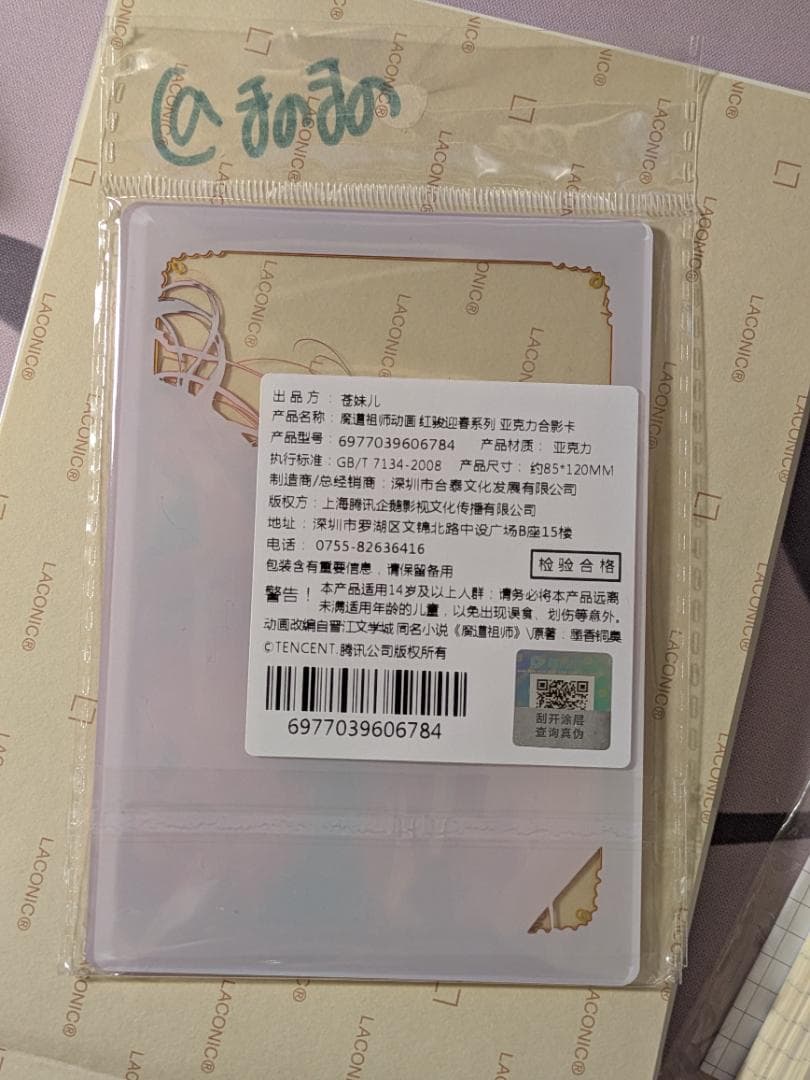 出品方：苍妹儿
产品名称：魔道祖师动画 红骏迎春系列 亚克力合影卡
产品型号：6977039606784 产品材质：亚克力
执行标准：GB/T 7134-2008 产品尺寸：约85*120MM
制造商/总经销商：深圳市合泰文化发展有限公司
版权方：上海腾讯企鹅影视文化传播有限公司
地址：深圳市罗湖区文锦北路中设广场B座15楼
电话：0755-82636416
检验合格
包装含有重要信息，请保留备用
警告！本产品适用14岁及以上人群；请务必将本产品远离
未满适用年龄的儿童，以免出现误食、划伤等意外。
动画改编自晋江文学城 同名小说《魔道祖师》\原著：墨香铜臭
©TENCENT.腾讯公司版权所有
6977039606784
刮开涂层
查询真伪
LACONIC®
LACONIC®
LACONIC®
LACONIC®
LACONIC®
LACONIC®
LACONIC®
LACONIC®